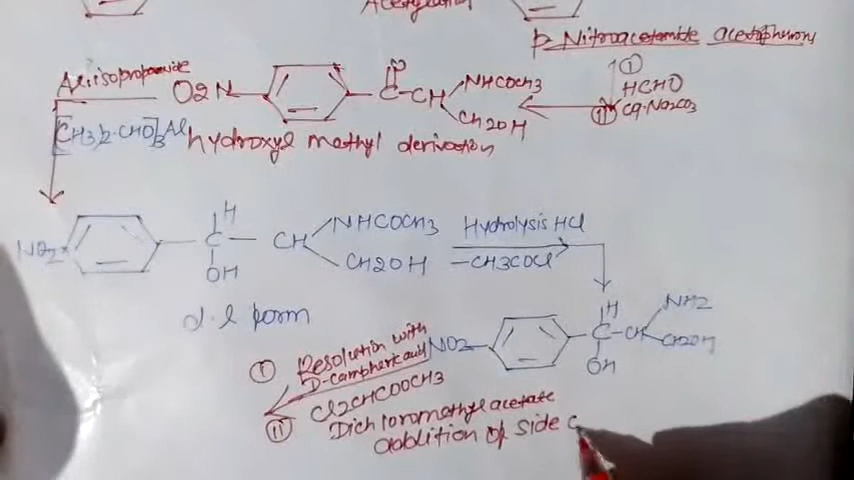 Acetylation
p-Nitroacetamide acetophenone
Al.isopropoxide
O2N
C
O
CH
NHCOCH3
CH2OH
I
HCHO
II
aq.Na2CO3
[CH3)2-CHO]3Al
hydroxyl methyl derivation
NO2
H
C
OH
CH
NHCOCH3
CH2OH
Hydrolysis HCl
-CH3COCl
d.l form
NO2
H
C
OH
CH
NH2
CH2OH
I Resolution with
D-campheric acid
II Cl2CHCOOCH3
Dichloromethyl acetate
addition of side c